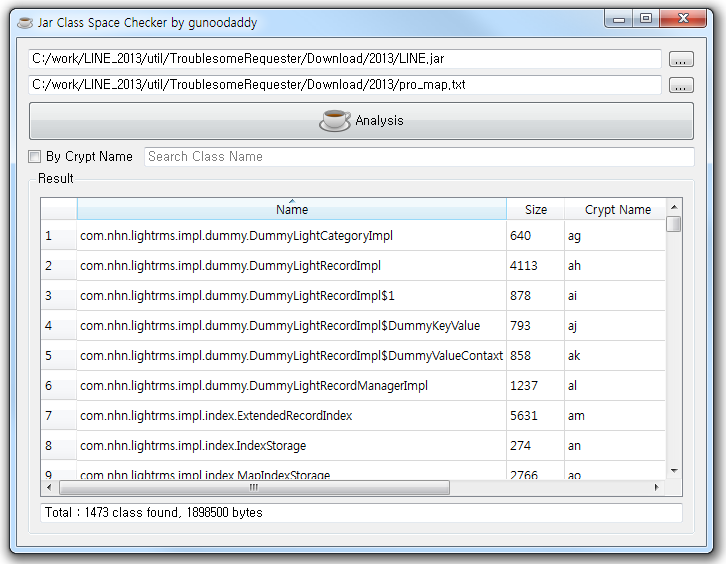 Jar Class Space Checker by gunoodaddy
C:/work/LINE_2013/util/TroublesomeRequester/Download/2013/LINE.jar
...
C:/work/LINE_2013/util/TroublesomeRequester/Download/2013/pro_map.txt
...
Analysis
By Crypt Name Search Class Name
Result
Name Size Crypt Name
1 com.nhn.lightrms.impl.dummy.DummyLightCategoryImpl 640 ag
2 com.nhn.lightrms.impl.dummy.DummyLightRecordImpl 4113 ah
3 com.nhn.lightrms.impl.dummy.DummyLightRecordImpl$1 878 ai
4 com.nhn.lightrms.impl.dummy.DummyLightRecordImpl$DummyKeyValue 793 aj
5 com.nhn.lightrms.impl.dummy.DummyLightRecordImpl$DummyValueContaxt 858 ak
6 com.nhn.lightrms.impl.dummy.DummyLightRecordManagerImpl 1237 al
7 com.nhn.lightrms.impl.index.ExtendedRecordIndex 5631 am
8 com.nhn.lightrms.impl.index.IndexStorage 274 an
9 com.nhn.lightrms.impl.index.MapIndexStorage 2766 ao
Total : 1473 class found, 1898500 bytes